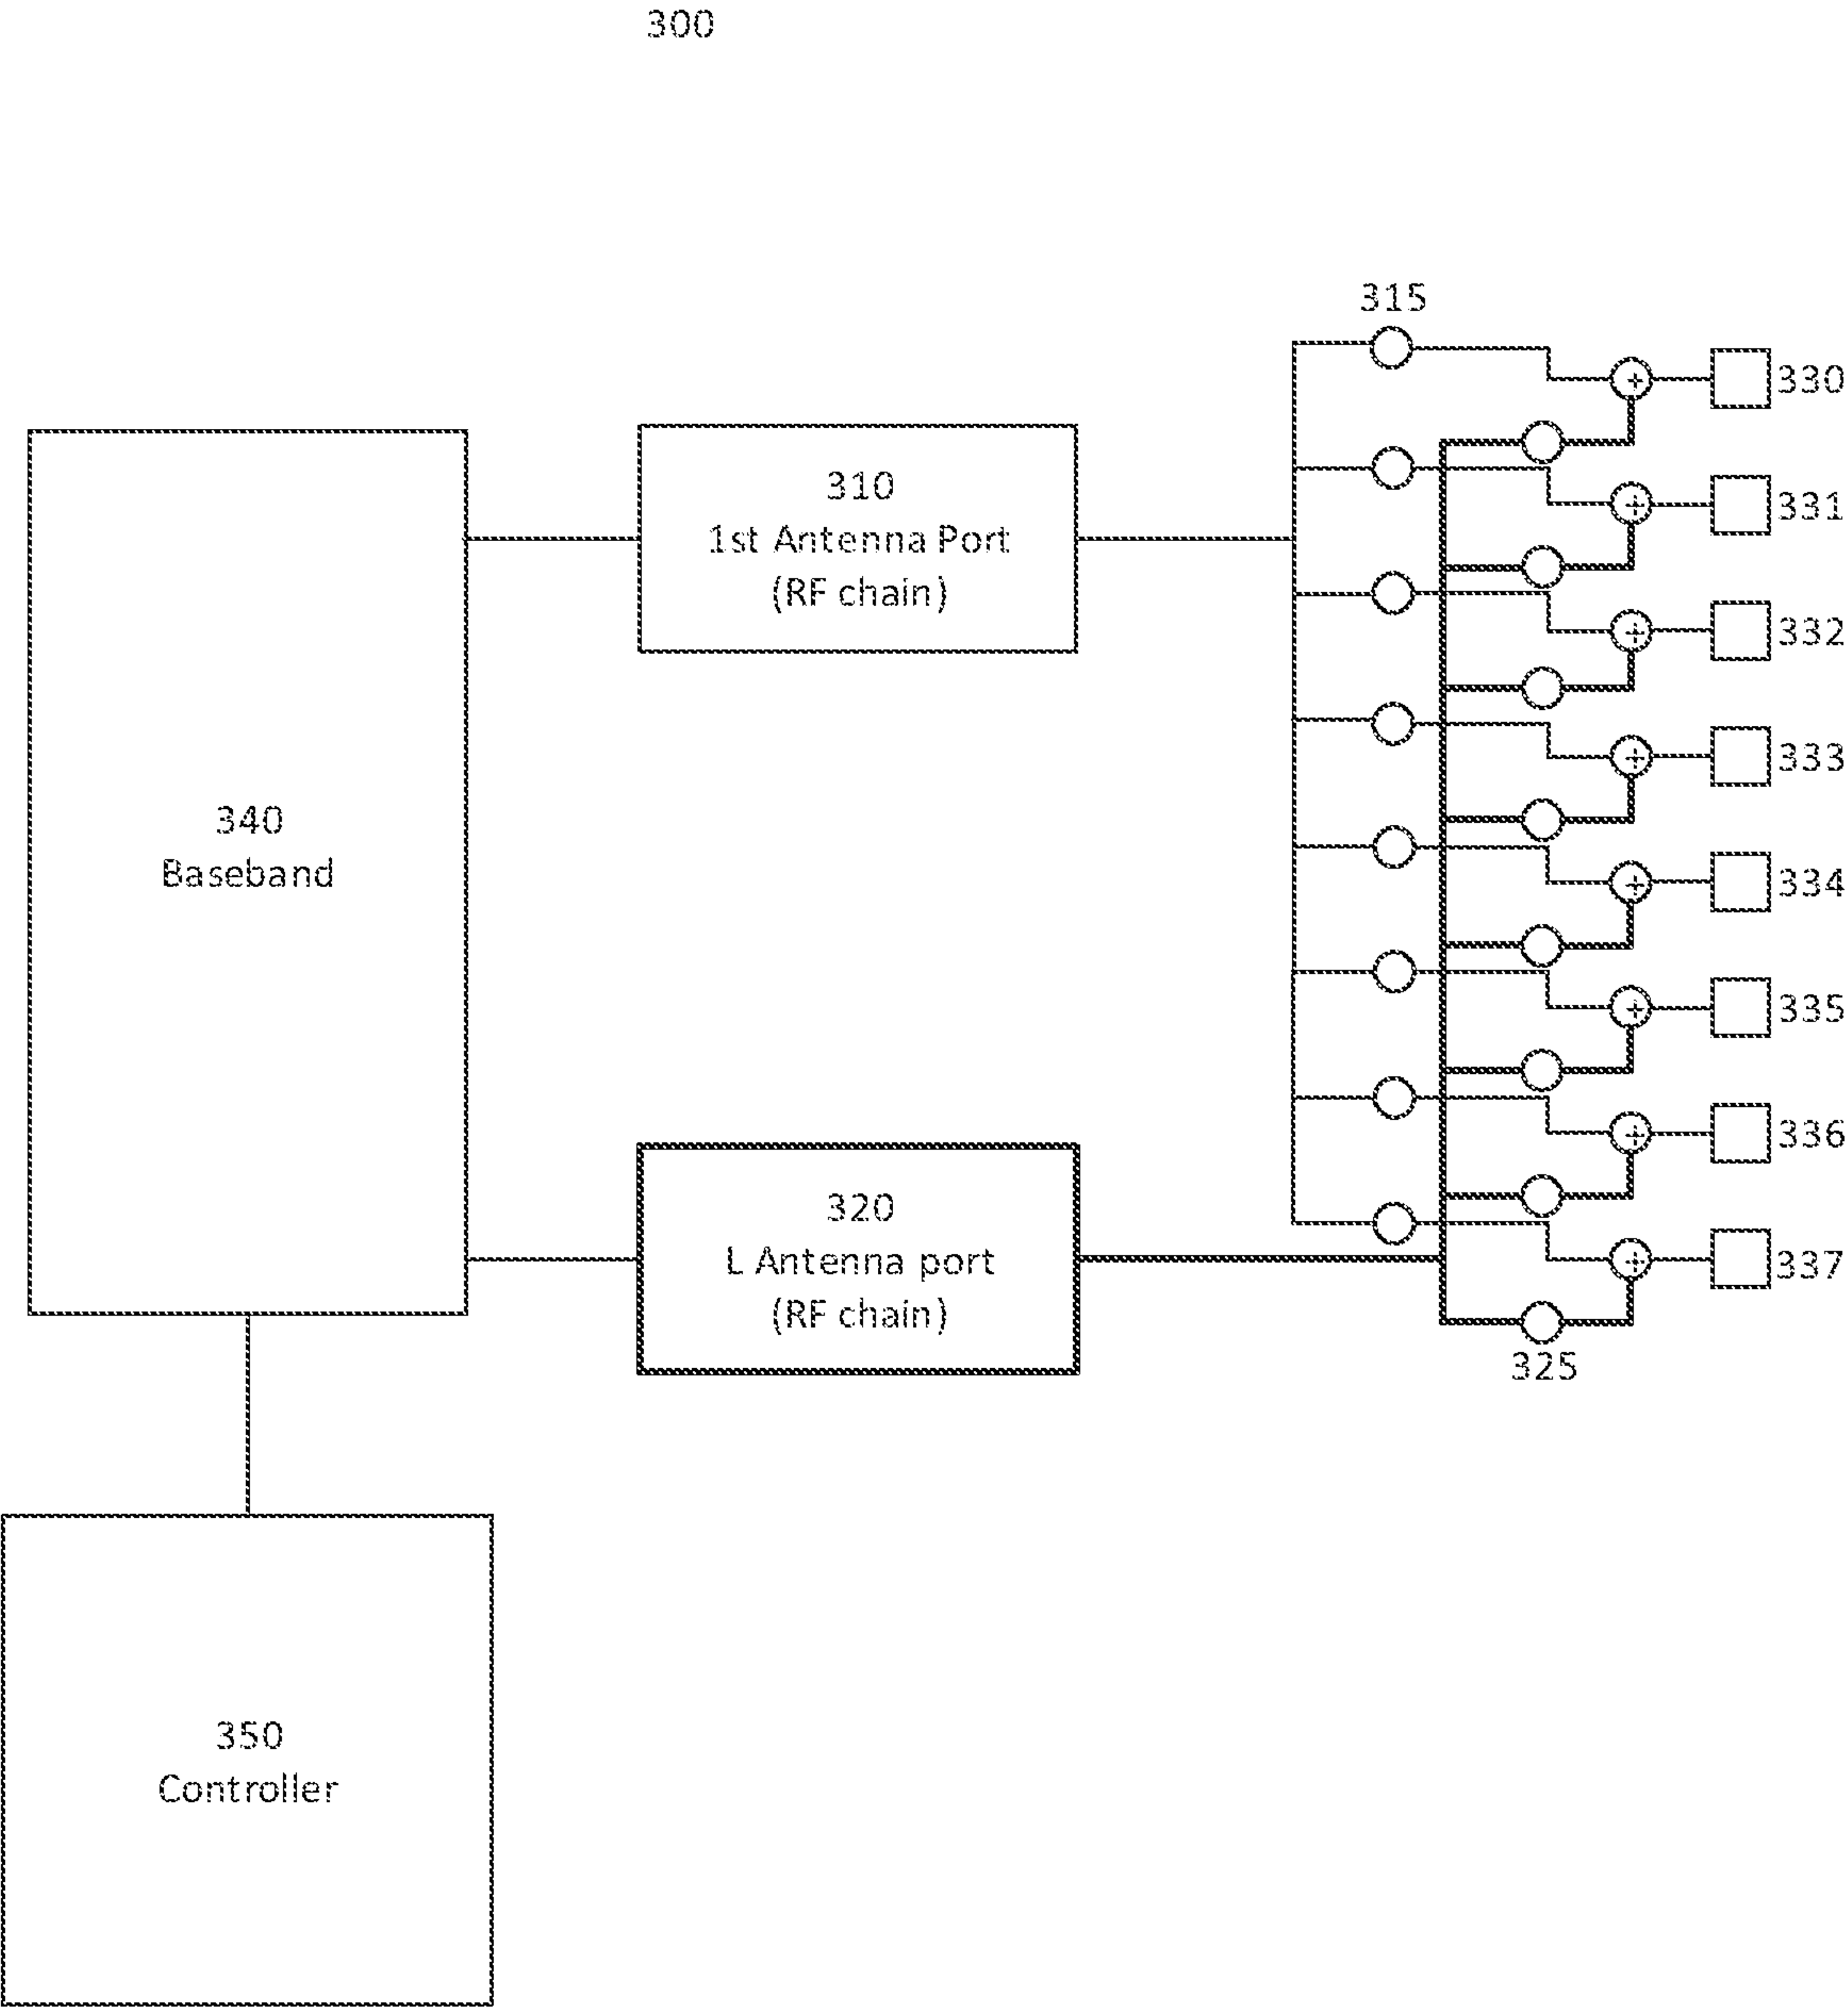 300
315
330
310
1st Antenna Port
(RF chain)
331
332
333
340
Baseband
334
335
336
320
L Antenna port
(RF chain)
337
325
350
Controller